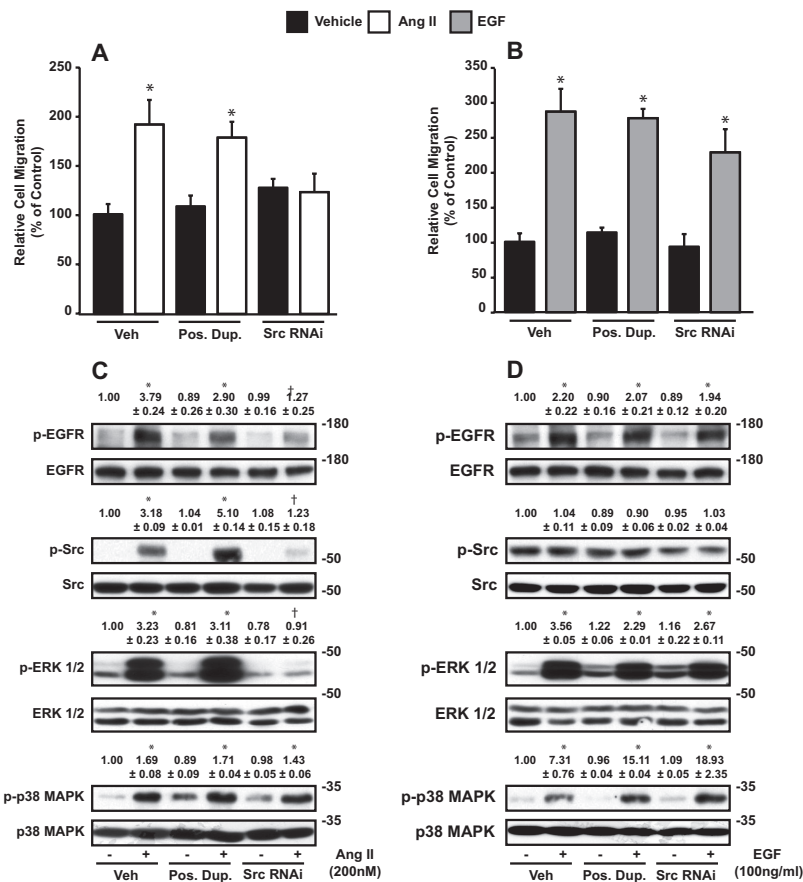 Vehicle Ang II EGF
A
Relative Cell Migration
(% of Control)
250
200
150
100
50
0
*
*
Veh Pos. Dup. Src RNAi
B
Relative Cell Migration
(% of Control)
350
300
250
200
150
100
50
0
*
*
*
Veh Pos. Dup. Src RNAi
C
* * †
1.00 3.79 0.89 2.90 0.99 1.27
± 0.24 ± 0.26 ± 0.30 ± 0.16 ± 0.25
p-EGFR -180
EGFR -180
* * †
1.00 3.18 1.04 5.10 1.08 1.23
± 0.09 ± 0.01 ± 0.14 ± 0.15 ± 0.18
p-Src -50
Src -50
* * †
1.00 3.23 0.81 3.11 0.78 0.91
± 0.23 ± 0.16 ± 0.38 ± 0.17 ± 0.26
p-ERK 1/2 -50
ERK 1/2 -50
* * *
1.00 1.69 0.89 1.71 0.98 1.43
± 0.08 ± 0.09 ± 0.04 ± 0.05 ± 0.06
p-p38 MAPK -35
p38 MAPK -35
- + - + - + Ang II
Veh Pos. Dup. Src RNAi (200nM)
D
* * *
1.00 2.20 0.90 2.07 0.89 1.94
± 0.22 ± 0.16 ± 0.21 ± 0.12 ± 0.20
p-EGFR -180
EGFR -180
1.00 1.04 0.89 0.90 0.95 1.03
± 0.11 ± 0.09 ± 0.06 ± 0.02 ± 0.04
p-Src -50
Src -50
* * *
1.00 3.56 1.22 2.29 1.16 2.67
± 0.05 ± 0.06 ± 0.01 ± 0.22 ± 0.11
p-ERK 1/2 -50
ERK 1/2 -50
* * *
1.00 7.31 0.96 15.11 1.09 18.93
± 0.76 ± 0.04 ± 0.04 ± 0.05 ± 2.35
p-p38 MAPK -35
p38 MAPK -35
- + - + - + EGF
Veh Pos. Dup. Src RNAi (100ng/ml)